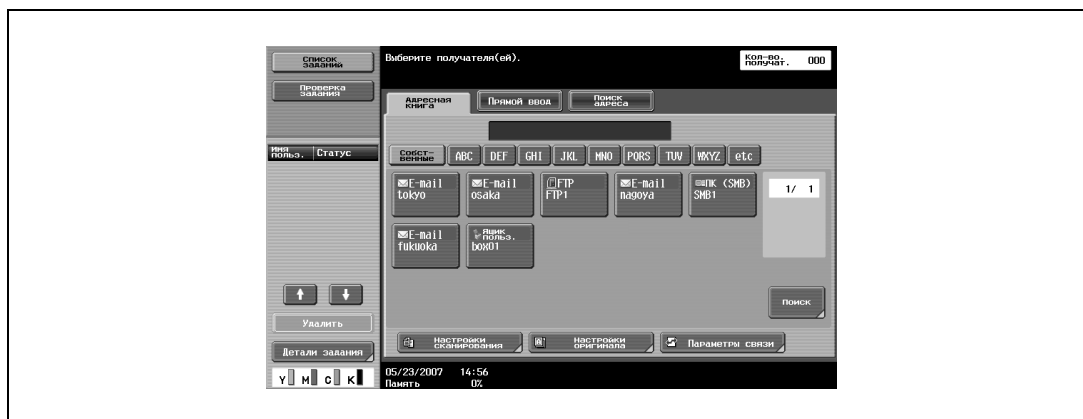 Список
заданий
Выберите получателя(ей).
Кол-во.
получат. 000
Проверка
задания
Адресная
книга
Прямой ввод
Поиск
адреса
Имя
польз. Статус
Собст-
венные ABC DEF GHI JKL MNO PQRS TUV WXYZ etc
E-mail
tokyo
E-mail
osaka
FTP
FTP1
E-mail
nagoya
ПК (SMB)
SMB1
1/ 1
E-mail
fukuoka
Ящик
польз.
box01
Поиск
Удалить
Настройки
сканирования
Настройки
оригинала
Параметры связи
Детали задания
Y M C K
05/23/2007 14:56
Память 0%